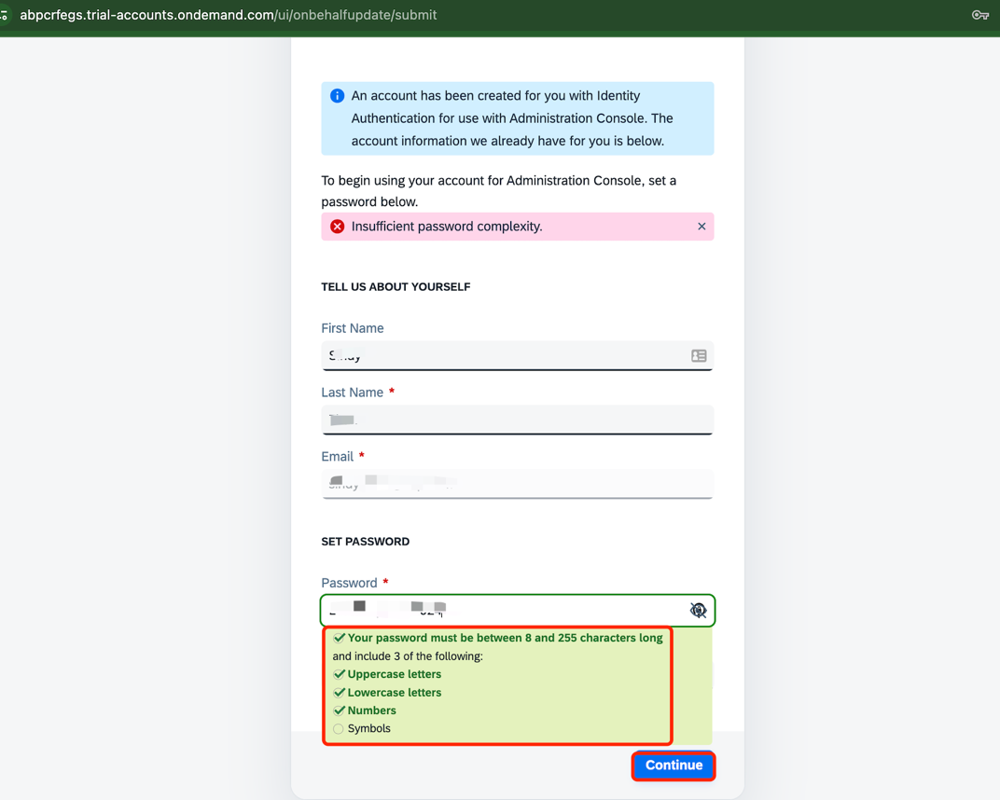 abpcrfegs.trial-accounts.ondemand.com/ui/onbehalfupdate/submit
An account has been created for you with Identity
Authentication for use with Administration Console. The
account information we already have for you is below.
To begin using your account for Administration Console, set a
password below.
Insufficient password complexity.
TELL US ABOUT YOURSELF
First Name
Last Name *
Email *
SET PASSWORD
Password *
Your password must be between 8 and 255 characters long
and include 3 of the following:
Uppercase letters
Lowercase letters
Numbers
Symbols
Continue